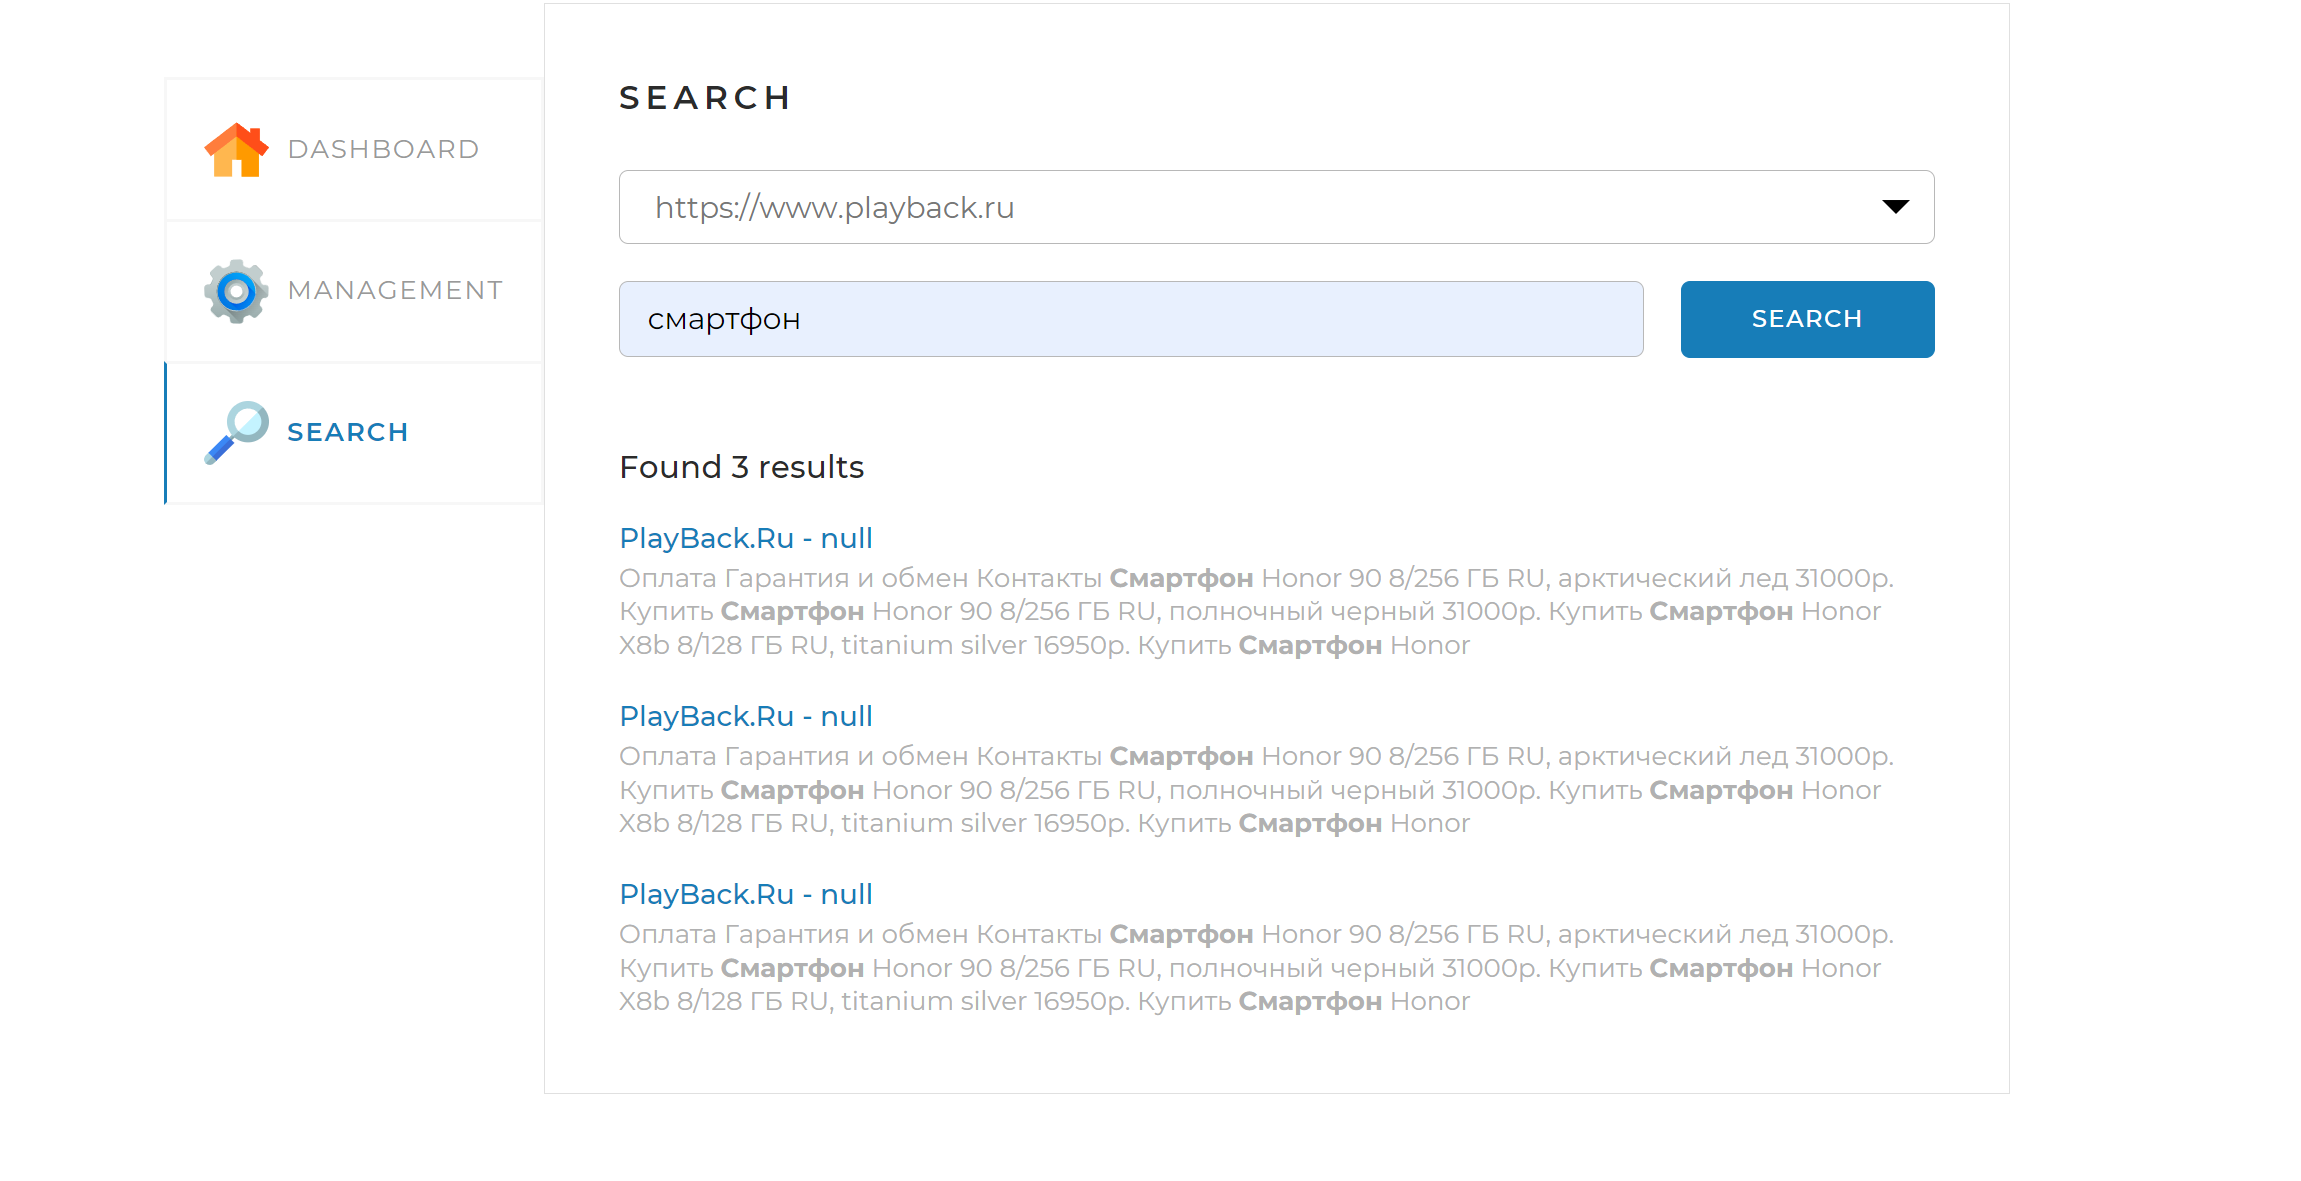 SEARCH
DASHBOARD
https://www.playback.ru
MANAGEMENT
смартфон
SEARCH
SEARCH
Found 3 results
PlayBack.Ru - null
Оплата Гарантия и обмен Контакты Смартфон Honor 90 8/256 ГБ RU, арктический лед 31000р.
Купить Смартфон Honor 90 8/256 ГБ RU, полночный черный 31000р. Купить Смартфон Honor
X8b 8/128 ГБ RU, titanium silver 16950р. Купить Смартфон Honor
PlayBack.Ru - null
Оплата Гарантия и обмен Контакты Смартфон Honor 90 8/256 ГБ RU, арктический лед 31000р.
Купить Смартфон Honor 90 8/256 ГБ RU, полночный черный 31000р. Купить Смартфон Honor
X8b 8/128 ГБ RU, titanium silver 16950р. Купить Смартфон Honor
PlayBack.Ru - null
Оплата Гарантия и обмен Контакты Смартфон Honor 90 8/256 ГБ RU, арктический лед 31000р.
Купить Смартфон Honor 90 8/256 ГБ RU, полночный черный 31000р. Купить Смартфон Honor
X8b 8/128 ГБ RU, titanium silver 16950р. Купить Смартфон Honor